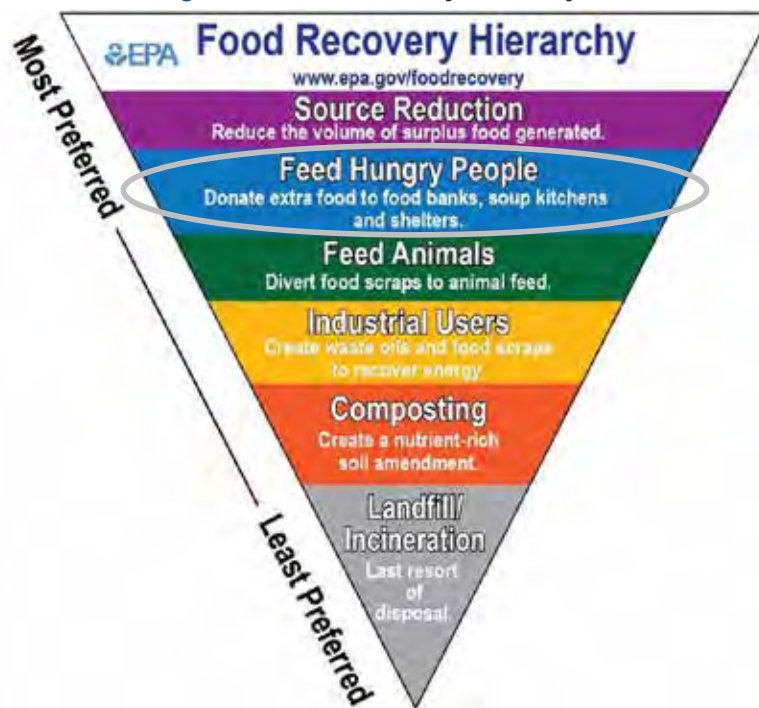 EPA Food Recovery Hierarchy
www.epa.gov/foodrecovery
Source Reduction
Reduce the volume of surplus food generated.
Feed Hungry People
Donate extra food to food banks, soup kitchens
and shelters.
Feed Animals
Divert food scraps to animal feed.
Industrial Users
Create waste oils and food scraps
to recover energy
Composting
Create a nutrient-rich
soil amendment.
Landfill/
Incineration
Last resort
of
disposal.
Most Preferred
Least Preferred